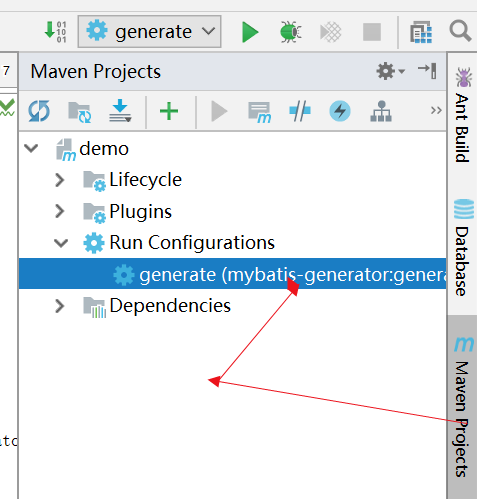 generate
7
Maven Projects
demo
Lifecycle
Plugins
Run Configurations
generate (mybatis-generator:genera
Dependencies
Ant Build
Database
Maven Projects